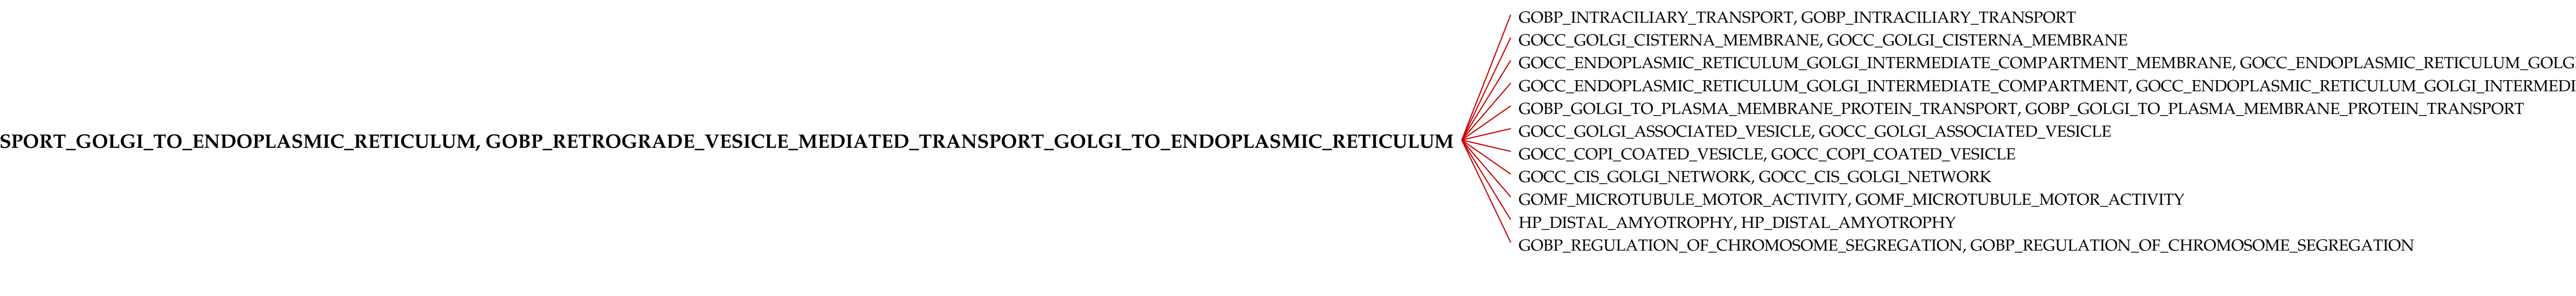 GOBP_INTRACILIARY_TRANSPORT, GOBP_INTRACILIARY_TRANSPORT
GOCC_GOLGI_CISTERNA_MEMBRANE, GOCC_GOLGI_CISTERNA_MEMBRANE
GOCC_ENDOPLASMIC_RETICULUM_GOLGI_INTERMEDIATE_COMPARTMENT_MEMBRANE, GOCC_ENDOPLASMIC_RETICULUM_GOLGI
GOCC_ENDOPLASMIC_RETICULUM_GOLGI_INTERMEDIATE_COMPARTMENT, GOCC_ENDOPLASMIC_RETICULUM_GOLGI_INTERMEDI
GOBP_GOLGI_TO_PLASMA_MEMBRANE_PROTEIN_TRANSPORT, GOBP_GOLGI_TO_PLASMA_MEMBRANE_PROTEIN_TRANSPORT
GOCC_GOLGI_ASSOCIATED_VESICLE, GOCC_GOLGI_ASSOCIATED_VESICLE
SPORT_GOLGI_TO_ENDOPLASMIC_RETICULUM, GOBP_RETROGRADE_VESICLE_MEDIATED_TRANSPORT_GOLGI_TO_ENDOPLASMIC_RETICULUM
GOCC_COPI_COATED_VESICLE, GOCC_COPI_COATED_VESICLE
GOCC_CIS_GOLGI_NETWORK, GOCC_CIS_GOLGI_NETWORK
GOMF_MICROTUBULE_MOTOR_ACTIVITY, GOMF_MICROTUBULE_MOTOR_ACTIVITY
HP_DISTAL_AMYOTROPHY, HP_DISTAL_AMYOTROPHY
GOBP_REGULATION_OF_CHROMOSOME_SEGREGATION, GOBP_REGULATION_OF_CHROMOSOME_SEGREGATION